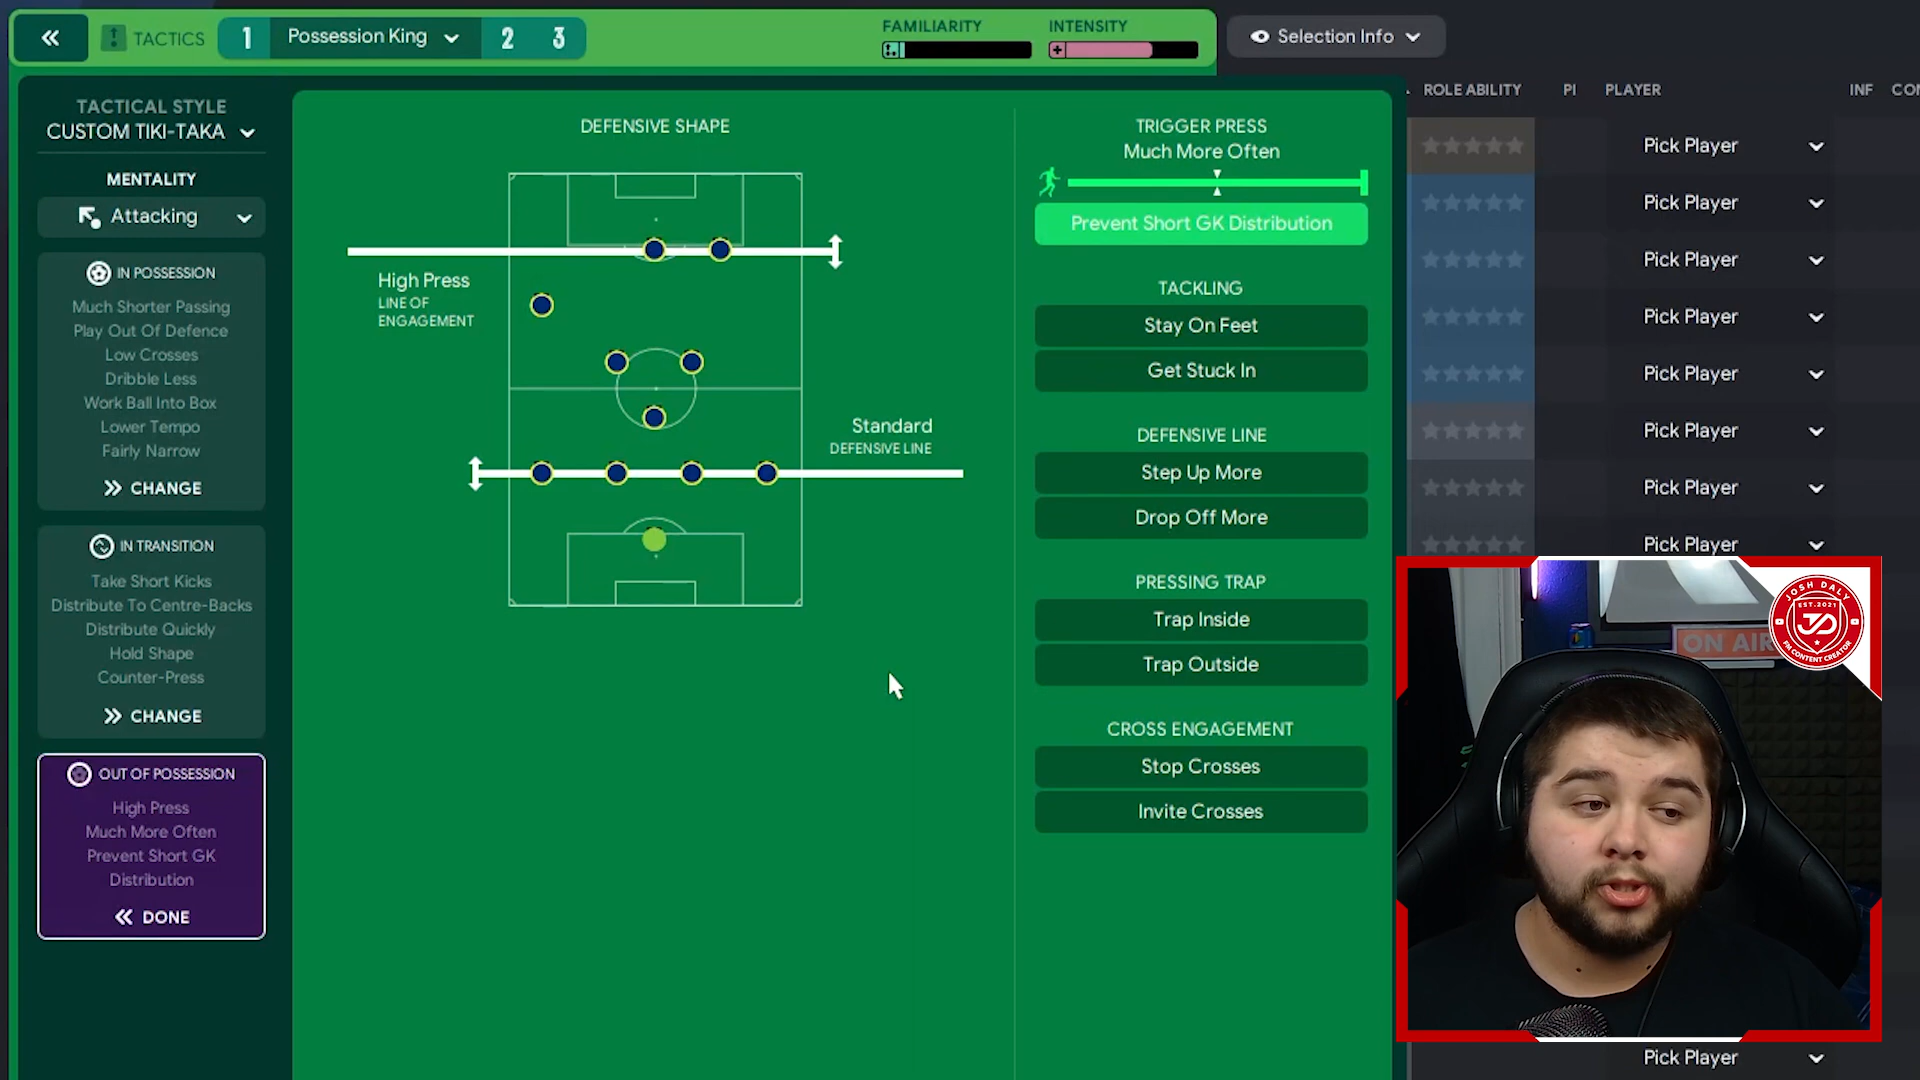 TACTICS
1
Possession King
2
3
FAMILIARITY
INTENSITY
Selection Info
ROLE ABILITY
PI
PLAYER
INF
TACTICAL STYLE
CUSTOM TIKI-TAKA
MENTALITY
Attacking
IN POSSESSION
Much Shorter Passing
Play Out Of Defence
Low Crosses
Dribble Less
Work Ball Into Box
Lower Tempo
Fairly Narrow
CHANGE
IN TRANSITION
Take Short Kicks
Distribute To Centre-Backs
Distribute Quickly
Hold Shape
Counter-Press
CHANGE
OUT OF POSSESSION
High Press
Much More Often
Prevent Short GK
Distribution
DONE
DEFENSIVE SHAPE
High Press
LINE OF
ENGAGEMENT
Standard
DEFENSIVE LINE
TRIGGER PRESS
Much More Often
Prevent Short GK Distribution
TACKLING
Stay On Feet
Get Stuck In
DEFENSIVE LINE
Step Up More
Drop Off More
PRESSING TRAP
Trap Inside
Trap Outside
CROSS ENGAGEMENT
Stop Crosses
Invite Crosses
Pick Player
Pick Player
Pick Player
Pick Player
Pick Player
Pick Player
Pick Player
Pick Player
ON AIR
JOSH DALY
EST.2021
JD
FM CONTENT CREATOR
Pick Player